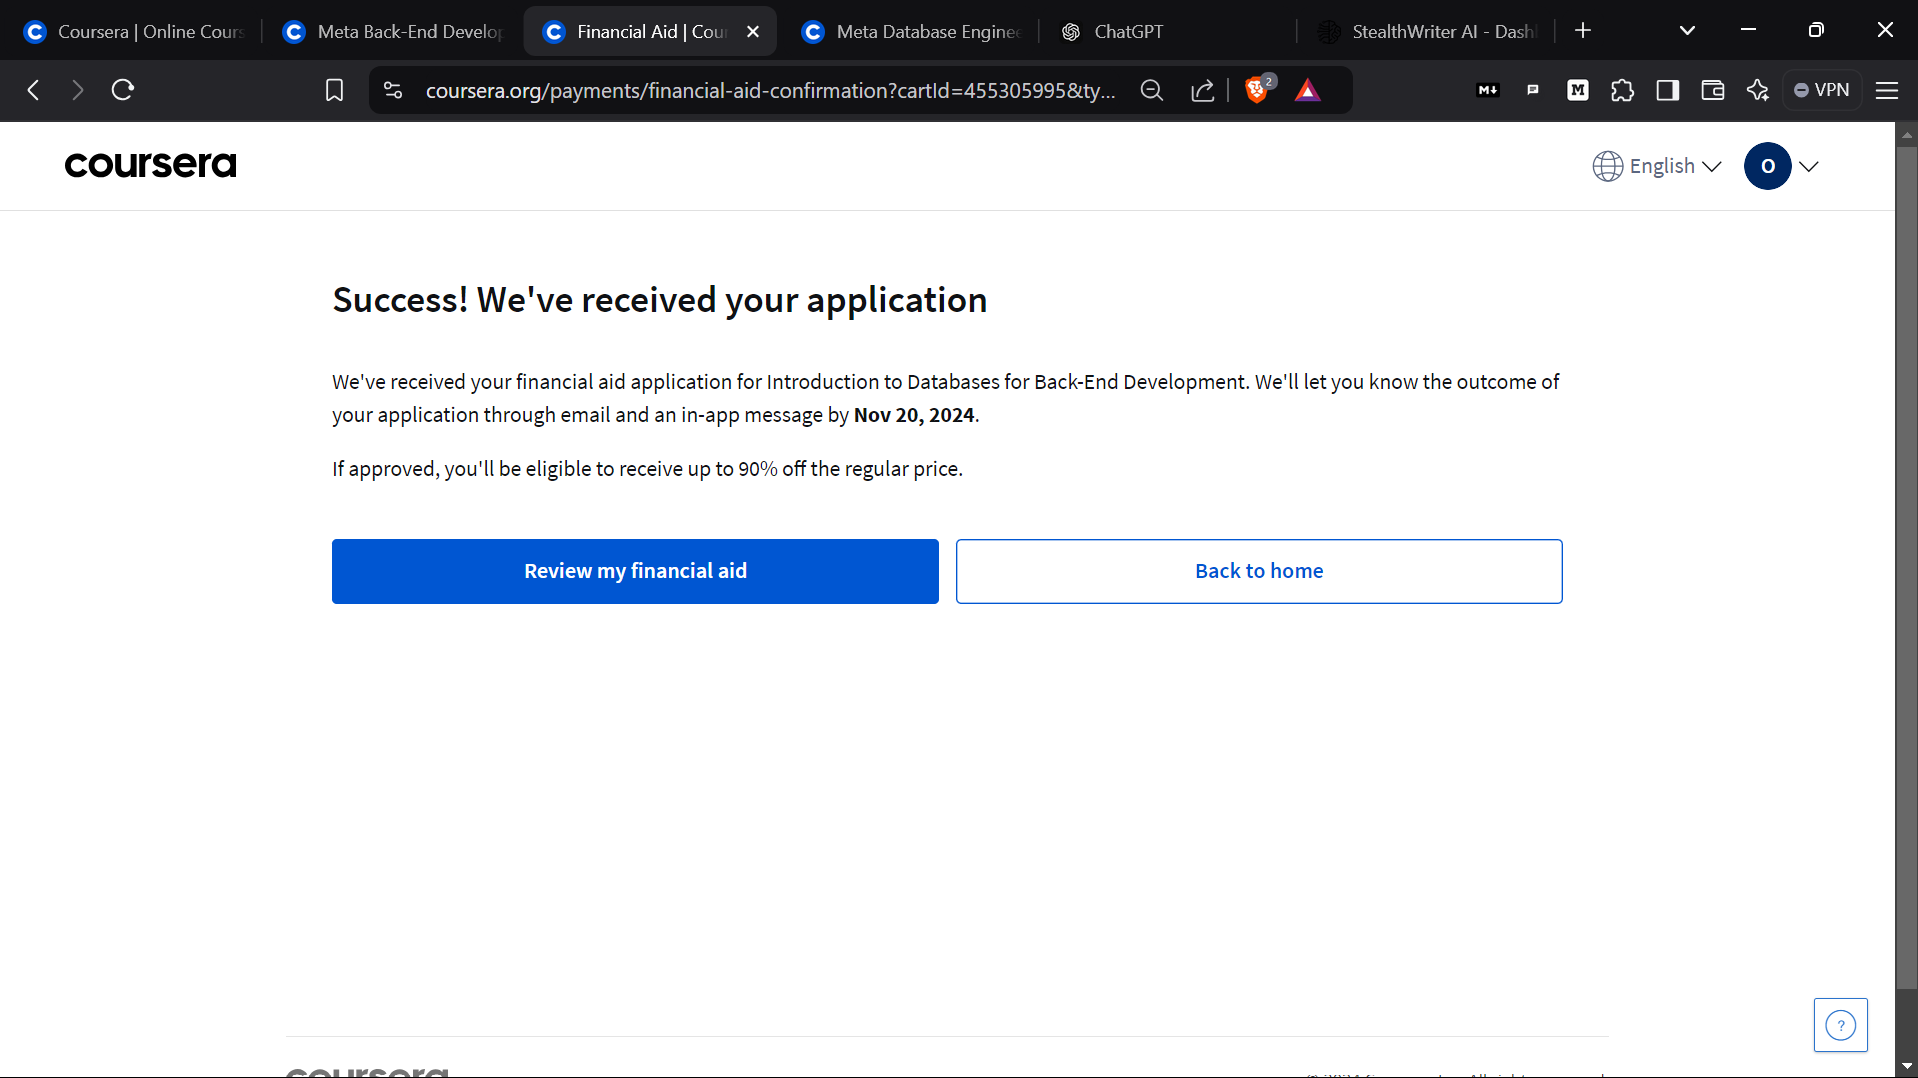 Coursera | Online Cours
Meta Back-End Develop
Financial Aid | Cou
Meta Database Enginee
ChatGPT
StealthWriter AI - Dash
coursera.org/payments/financial-aid-confirmation?cartId=455305995&ty...
2
M
VPN
coursera
English
O
Success! We've received your application
We've received your financial aid application for Introduction to Databases for Back-End Development. We'll let you know the outcome of
your application through email and an in-app message by Nov 20, 2024.
If approved, you'll be eligible to receive up to 90% off the regular price.
Review my financial aid
Back to home
?
coursera